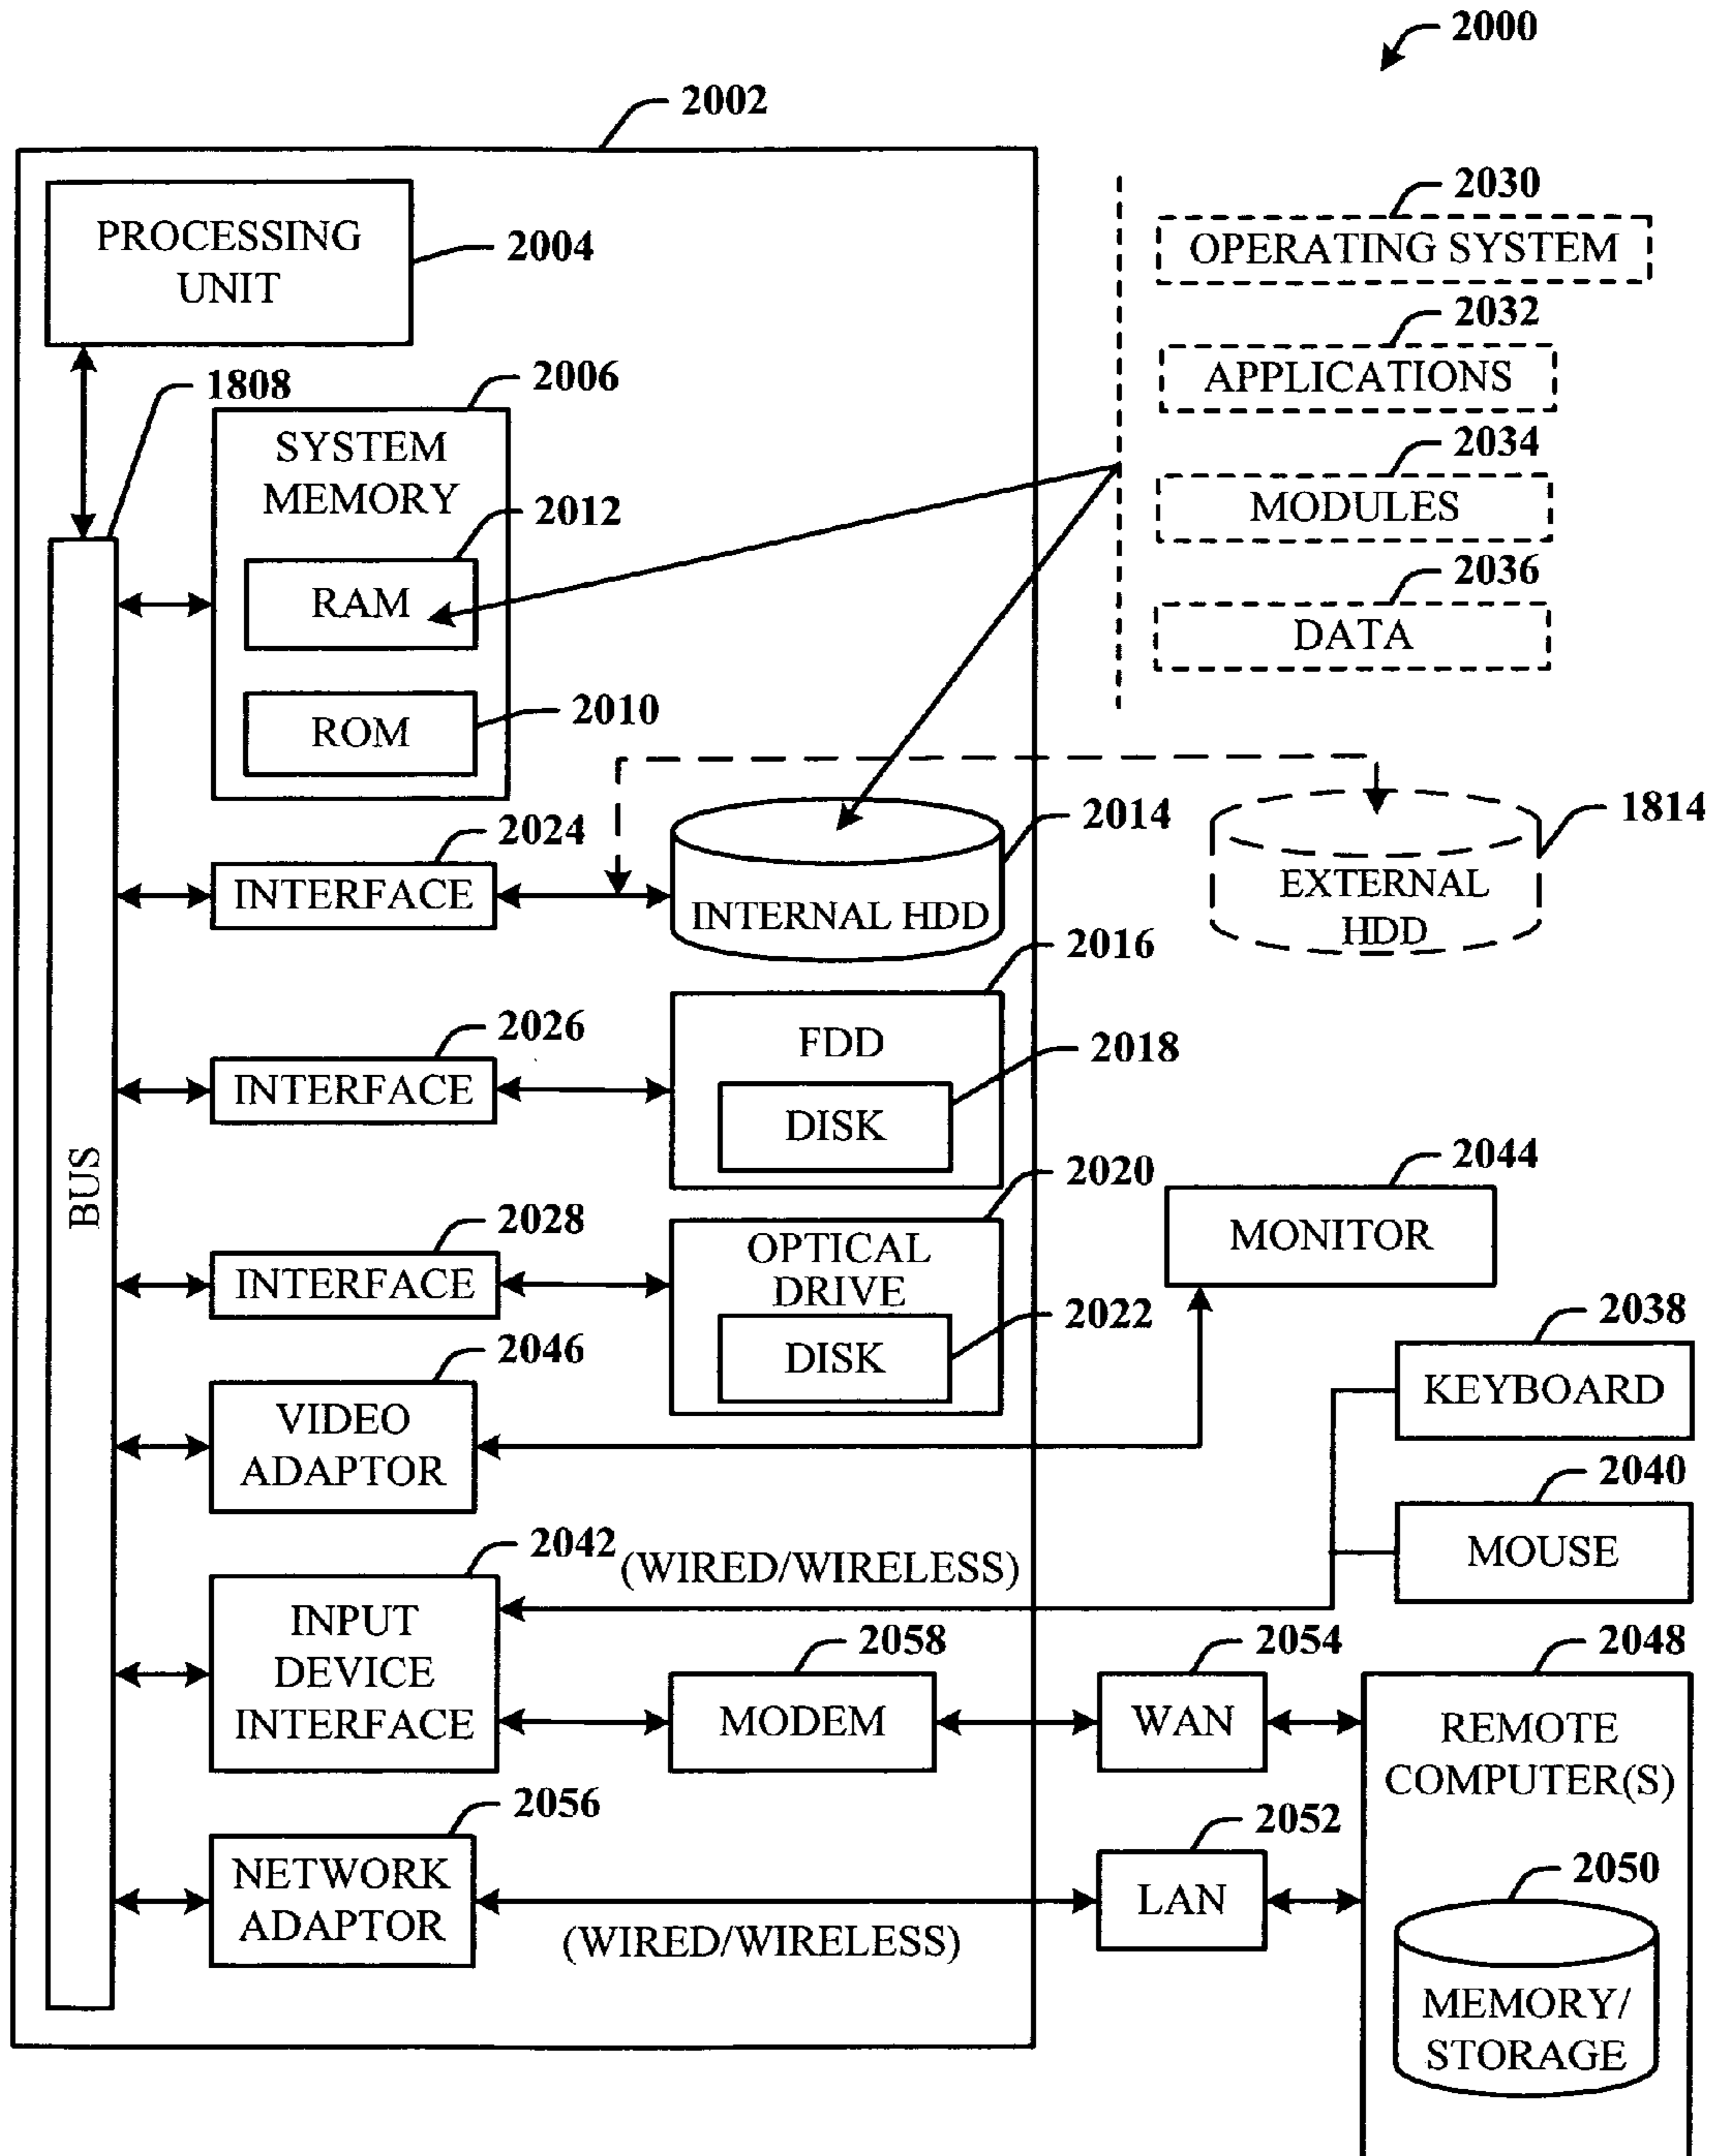 2000
2002
PROCESSING
UNIT
2004
2030
OPERATING SYSTEM
2032
APPLICATIONS
2034
MODULES
2036
DATA
1808
2006
SYSTEM
MEMORY
2012
RAM
ROM
2010
2024
INTERFACE
INTERNAL HDD
2014
1814
EXTERNAL
HDD
2016
2026
INTERFACE
FDD
2018
DISK
BUS
2020
2028
INTERFACE
OPTICAL
DRIVE
2022
DISK
2044
MONITOR
2046
VIDEO
ADAPTOR
2038
KEYBOARD
2040
MOUSE
2042
(WIRED/WIRELESS)
INPUT
DEVICE
INTERFACE
2058
MODEM
2054
WAN
2048
REMOTE
COMPUTER(S)
2056
NETWORK
ADAPTOR
(WIRED/WIRELESS)
2052
LAN
2050
MEMORY/
STORAGE